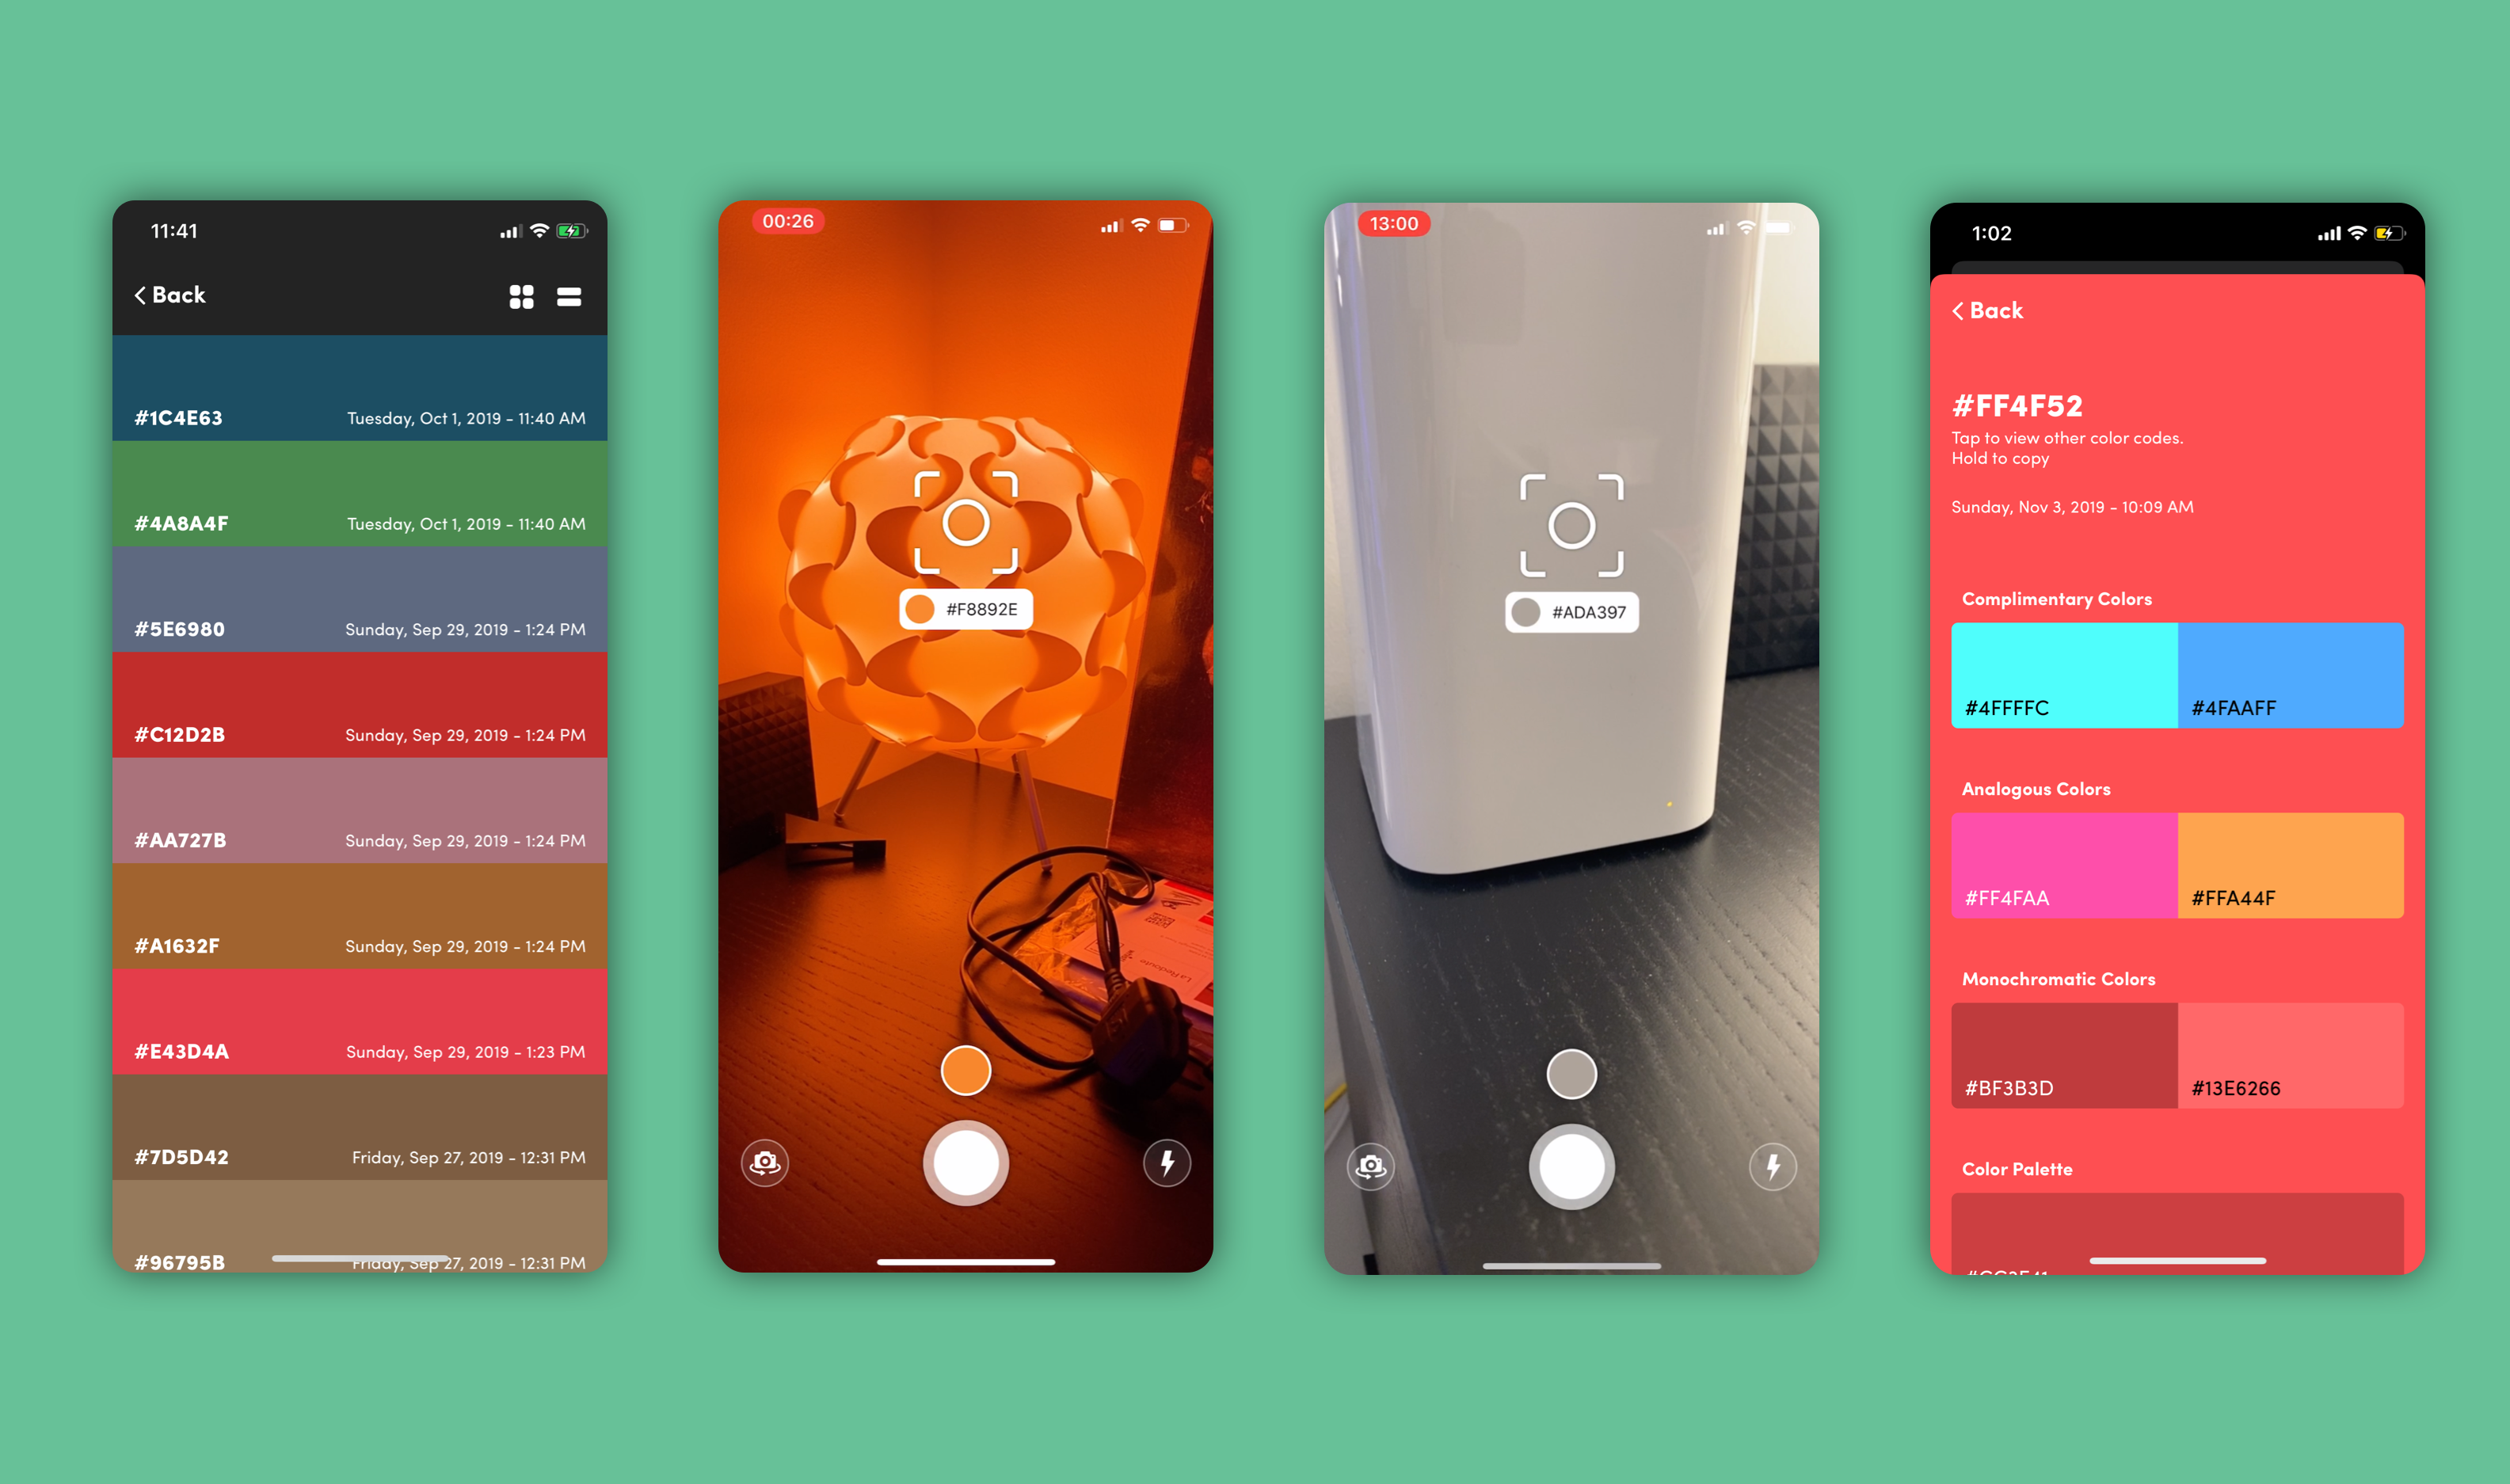 11:41
Back
#1C4E63 Tuesday, Oct 1, 2019 - 11:40 AM
#4A8A4F Tuesday, Oct 1, 2019 - 11:40 AM
#5E6980 Sunday, Sep 29, 2019 - 1:24 PM
#C12D2B Sunday, Sep 29, 2019 - 1:24 PM
#AA727B Sunday, Sep 29, 2019 - 1:24 PM
#A1632F Sunday, Sep 29, 2019 - 1:24 PM
#E43D4A Sunday, Sep 29, 2019 - 1:23 PM
#7D5D42 Friday, Sep 27, 2019 - 12:31 PM
#96795B Friday, Sep 27, 2019 - 12:31 PM
00:26
#F8892E
La Redoute
13:00
#ADA397
1:02
Back
#FF4F52
Tap to view other color codes.
Hold to copy
Sunday, Nov 3, 2019 - 10:09 AM
Complimentary Colors
#4FFFFC #4FAAFF
Analogous Colors
#FF4FAA #FFA44F
Monochromatic Colors
#BF3B3D #13E6266
Color Palette